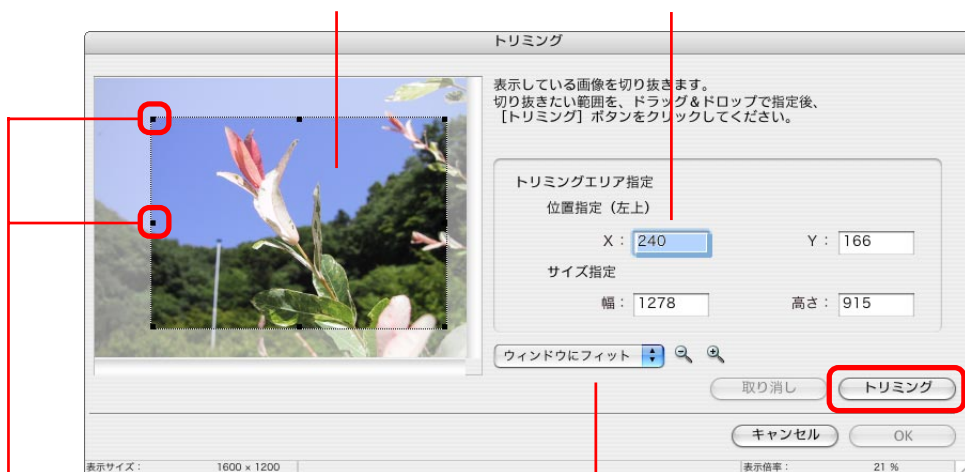 トリミング
表示している画像を切り抜きます。
切り抜きたい範囲を、ドラッグ＆ドロップで指定後、
［トリミング］ボタンをクリックしてください。
トリミングエリア指定
位置指定（左上）
X： 240 Y： 166
サイズ指定
幅： 1278 高さ： 915
ウィンドウにフィット
取り消し トリミング
キャンセル OK
表示サイズ： 1600 × 1200 表示倍率： 21 %